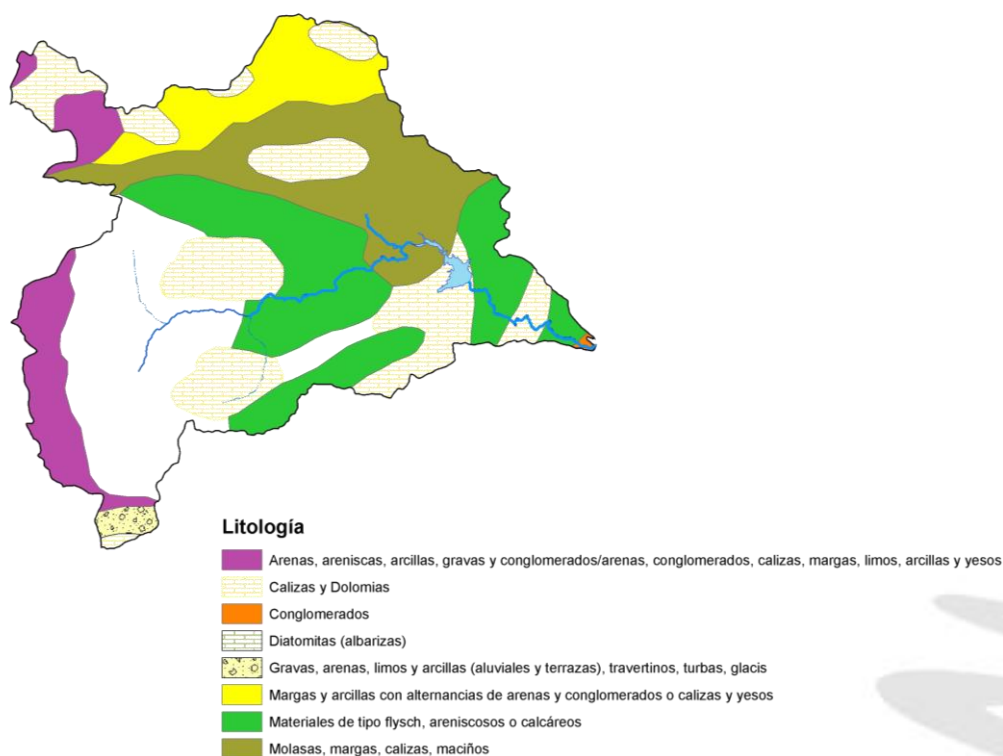 Litología
Arenas, areniscas, arcillas, gravas y conglomerados/arenas, conglomerados, calizas, margas, limos, arcillas y yesos
Calizas y Dolomias
Conglomerados
Diatomitas (albarizas)
Gravas, arenas, limos y arcillas (aluviales y terrazas), travertinos, turbas, glacis
Margas y arcillas con alternancias de arenas y conglomerados o calizas y yesos
Materiales de tipo flysch, areniscosos o calcáreos
Molasas, margas, calizas, maciños